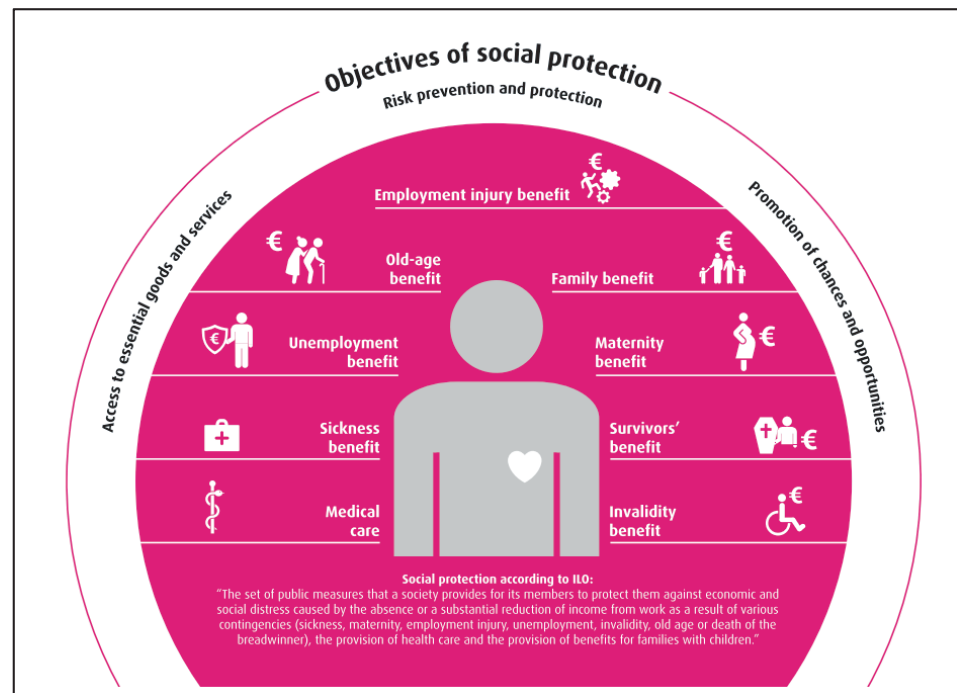 Objectives of social protection
Risk prevention and protection
Access to essential goods and services
Promotion of chances and opportunities
€
Employment injury benefit
€
Old-age
benefit
€
Family benefit
€
Unemployment
benefit
Maternity
benefit
€
Sickness
benefit
Survivors'
benefit
€
Medical
care
Invalidity
benefit
€
Social protection according to ILO:
“The set of public measures that a society provides for its members to protect them against economic and
social distress caused by the absence or a substantial reduction of income from work as a result of various
contingencies (sickness, maternity, employment injury, unemployment, invalidity, old age or death of the
breadwinner), the provision of health care and the provision of benefits for families with children.”